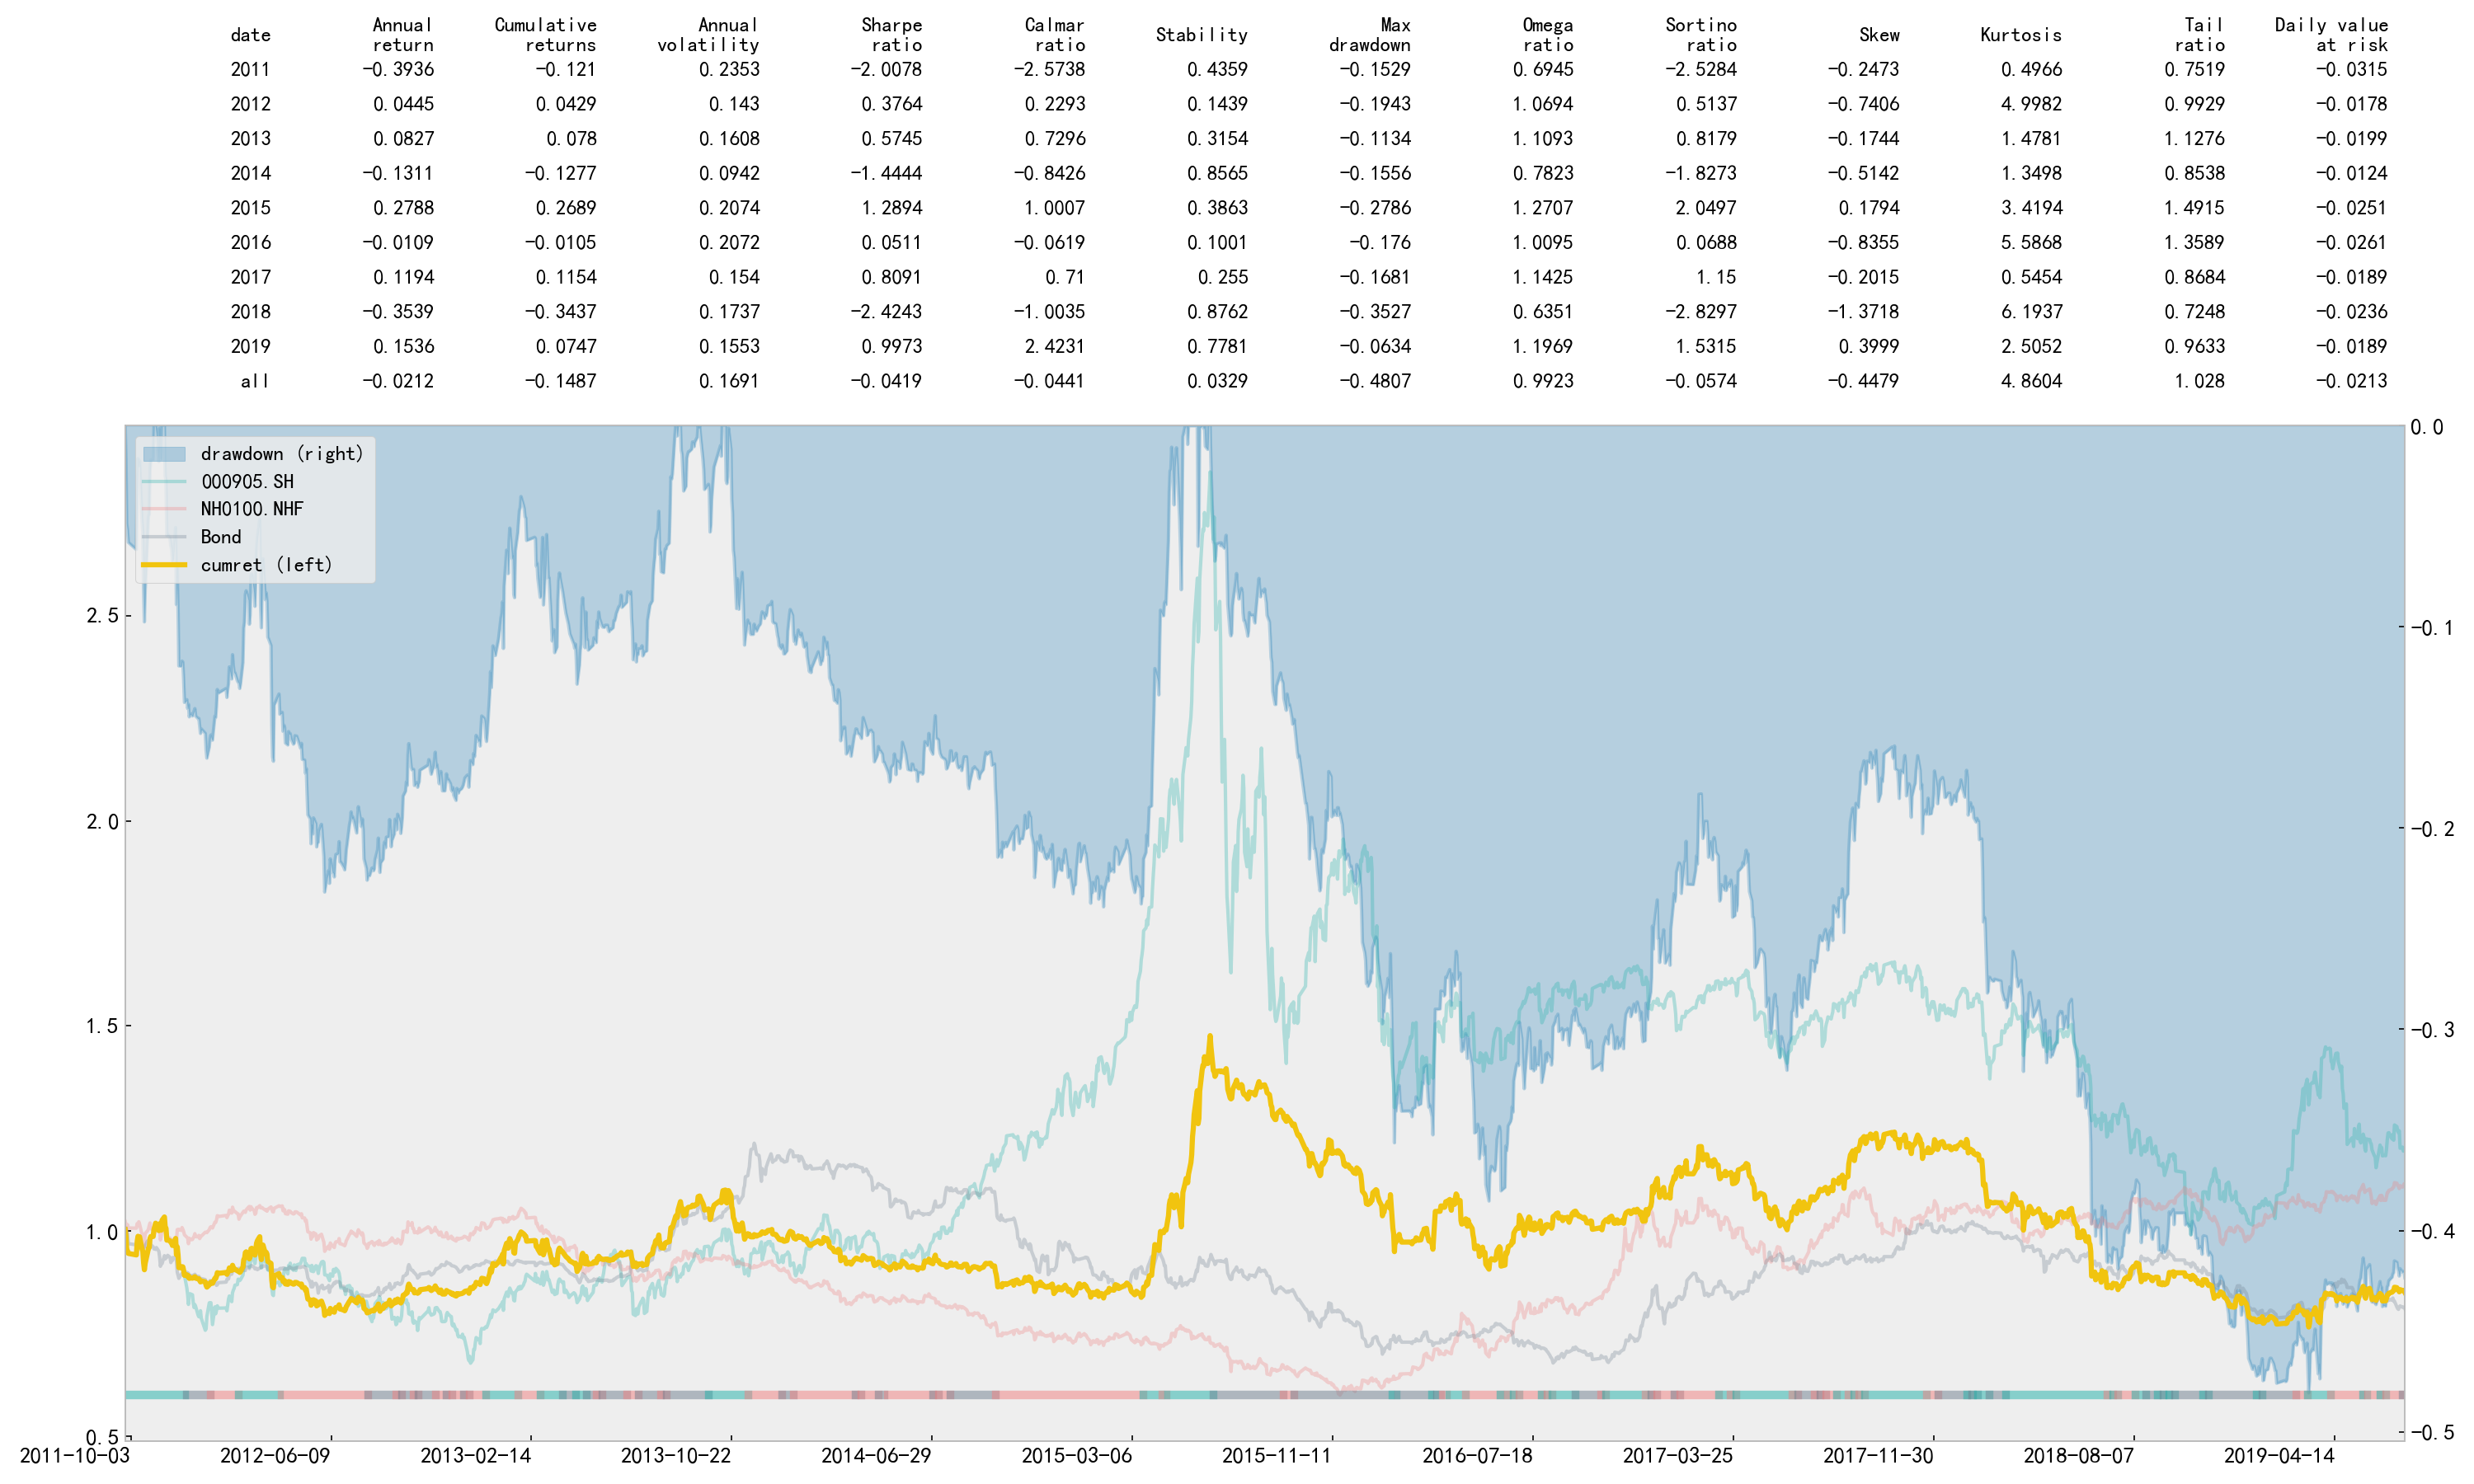 date Annual return Cumulative returns Annual volatility Sharpe ratio Calmar ratio Stability Max drawdown Omega ratio Sortino ratio Skew Kurtosis Tail ratio Daily value at risk
2011 -0.3936 -0.121 0.2353 -2.0078 -2.5738 0.4359 -0.1529 0.6945 -2.5284 -0.2473 0.4966 0.7519 -0.0315
2012 0.0445 0.0429 0.143 0.3764 0.2293 0.1439 -0.1943 1.0694 0.5137 -0.7406 4.9982 0.9929 -0.0178
2013 0.0827 0.078 0.1608 0.5745 0.7296 0.3154 -0.1134 1.1093 0.8179 -0.1744 1.4781 1.1276 -0.0199
2014 -0.1311 -0.1277 0.0942 -1.4444 -0.8426 0.8565 -0.1556 0.7823 -1.8273 -0.5142 1.3498 0.8538 -0.0124
2015 0.2788 0.2689 0.2074 1.2894 1.0007 0.3863 -0.2786 1.2707 2.0497 0.1794 3.4194 1.4915 -0.0251
2016 -0.0109 -0.0105 0.2072 0.0511 -0.0619 0.1001 -0.176 1.0095 0.0688 -0.8355 5.5868 1.3589 -0.0261
2017 0.1194 0.1154 0.154 0.8091 0.71 0.255 -0.1681 1.1425 1.15 -0.2015 0.5454 0.8684 -0.0189
2018 -0.3539 -0.3437 0.1737 -2.4243 -1.0035 0.8762 -0.3527 0.6351 -2.8297 -1.3718 6.1937 0.7248 -0.0236
2019 0.1536 0.0747 0.1553 0.9973 2.4231 0.7781 -0.0634 1.1969 1.5315 0.3999 2.5052 0.9633 -0.0189
all -0.0212 -0.1487 0.1691 -0.0419 -0.0441 0.0329 -0.4807 0.9923 -0.0574 -0.4479 4.8604 1.028 -0.0213
drawdown (right)
000905.SH
NH0100.NHF
Bond
cumret (left)
2.5
2.0
1.5
1.0
0.5
0.0
-0.1
-0.2
-0.3
-0.4
-0.5
2011-10-03 2012-06-09 2013-02-14 2013-10-22 2014-06-29 2015-03-06 2015-11-11 2016-07-18 2017-03-25 2017-11-30 2018-08-07 2019-04-14